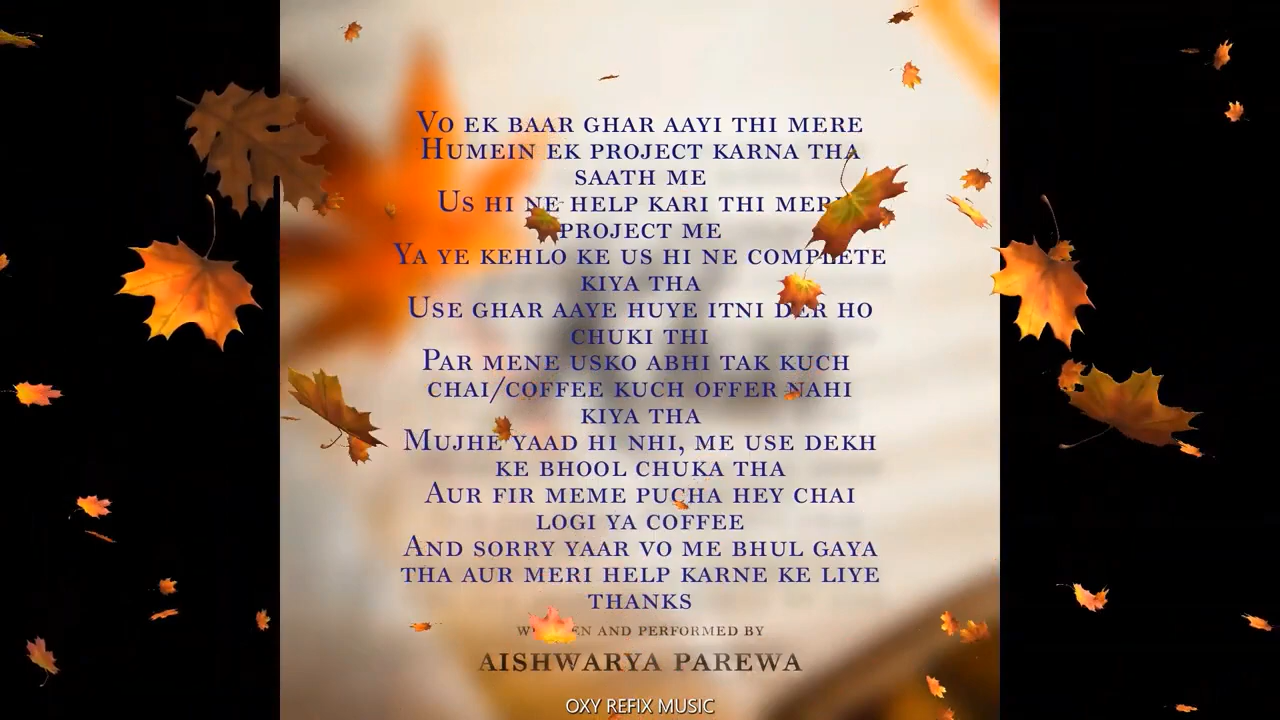 Vo ek baar ghar aayi thi mere
Humein ek project karna tha
saath me
Us hi ne help kari thi
project me
Ya ye kehlo ke us hi ne complete
kiya tha
Use ghar aaye huye itni der ho
chuki thi
Par mene usko abhi tak kuch
chai/coffee kuch offer nahi
kiya tha
Mujhe yaad hi nhi, me use dekh
ke bhool chuka tha
Aur fir meme pucha hey chai
logi ya coffee
And sorry yaar vo me bhul gaya
tha aur meri help karne ke liye
thanks
and performed by
AISHWARYA PAREWA
OXY REFIX MUSIC